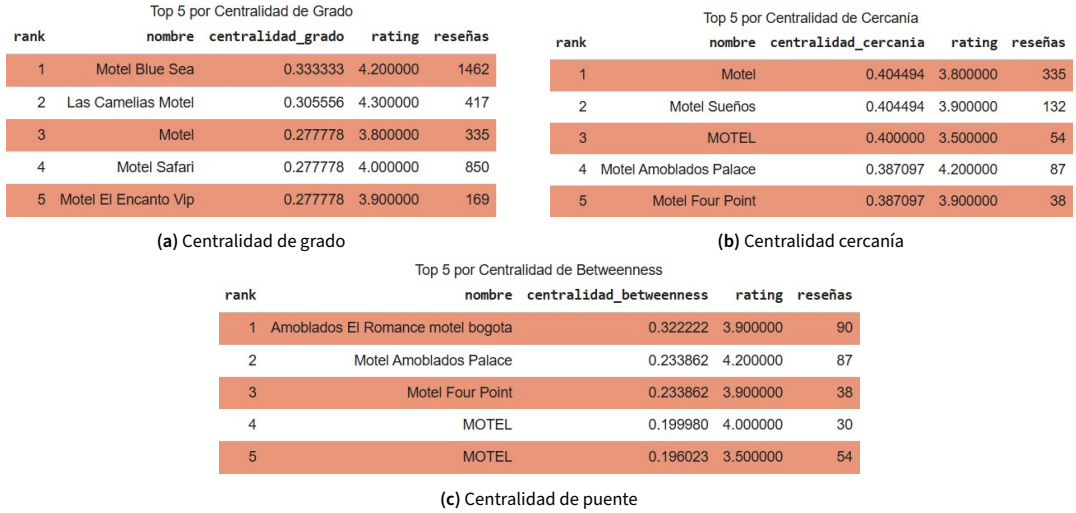 Top 5 por Centralidad de Grado
rank nombre centralidad_grado rating reseñas
1 Motel Blue Sea 0.333333 4.200000 1462
2 Las Camelias Motel 0.305556 4.300000 417
3 Motel 0.277778 3.800000 335
4 Motel Safari 0.277778 4.000000 850
5 Motel El Encanto Vip 0.277778 3.900000 169
(a) Centralidad de grado
Top 5 por Centralidad de Cercanía
rank nombre centralidad_cercania rating reseñas
1 Motel 0.404494 3.800000 335
2 Motel Sueños 0.404494 3.900000 132
3 MOTEL 0.400000 3.500000 54
4 Motel Amoblados Palace 0.387097 4.200000 87
5 Motel Four Point 0.387097 3.900000 38
(b) Centralidad cercanía
Top 5 por Centralidad de Betweenness
rank nombre centralidad_betweenness rating reseñas
1 Amoblados El Romance motel bogota 0.322222 3.900000 90
2 Motel Amoblados Palace 0.233862 4.200000 87
3 Motel Four Point 0.233862 3.900000 38
4 MOTEL 0.199980 4.000000 30
5 MOTEL 0.196023 3.500000 54
(c) Centralidad de puente